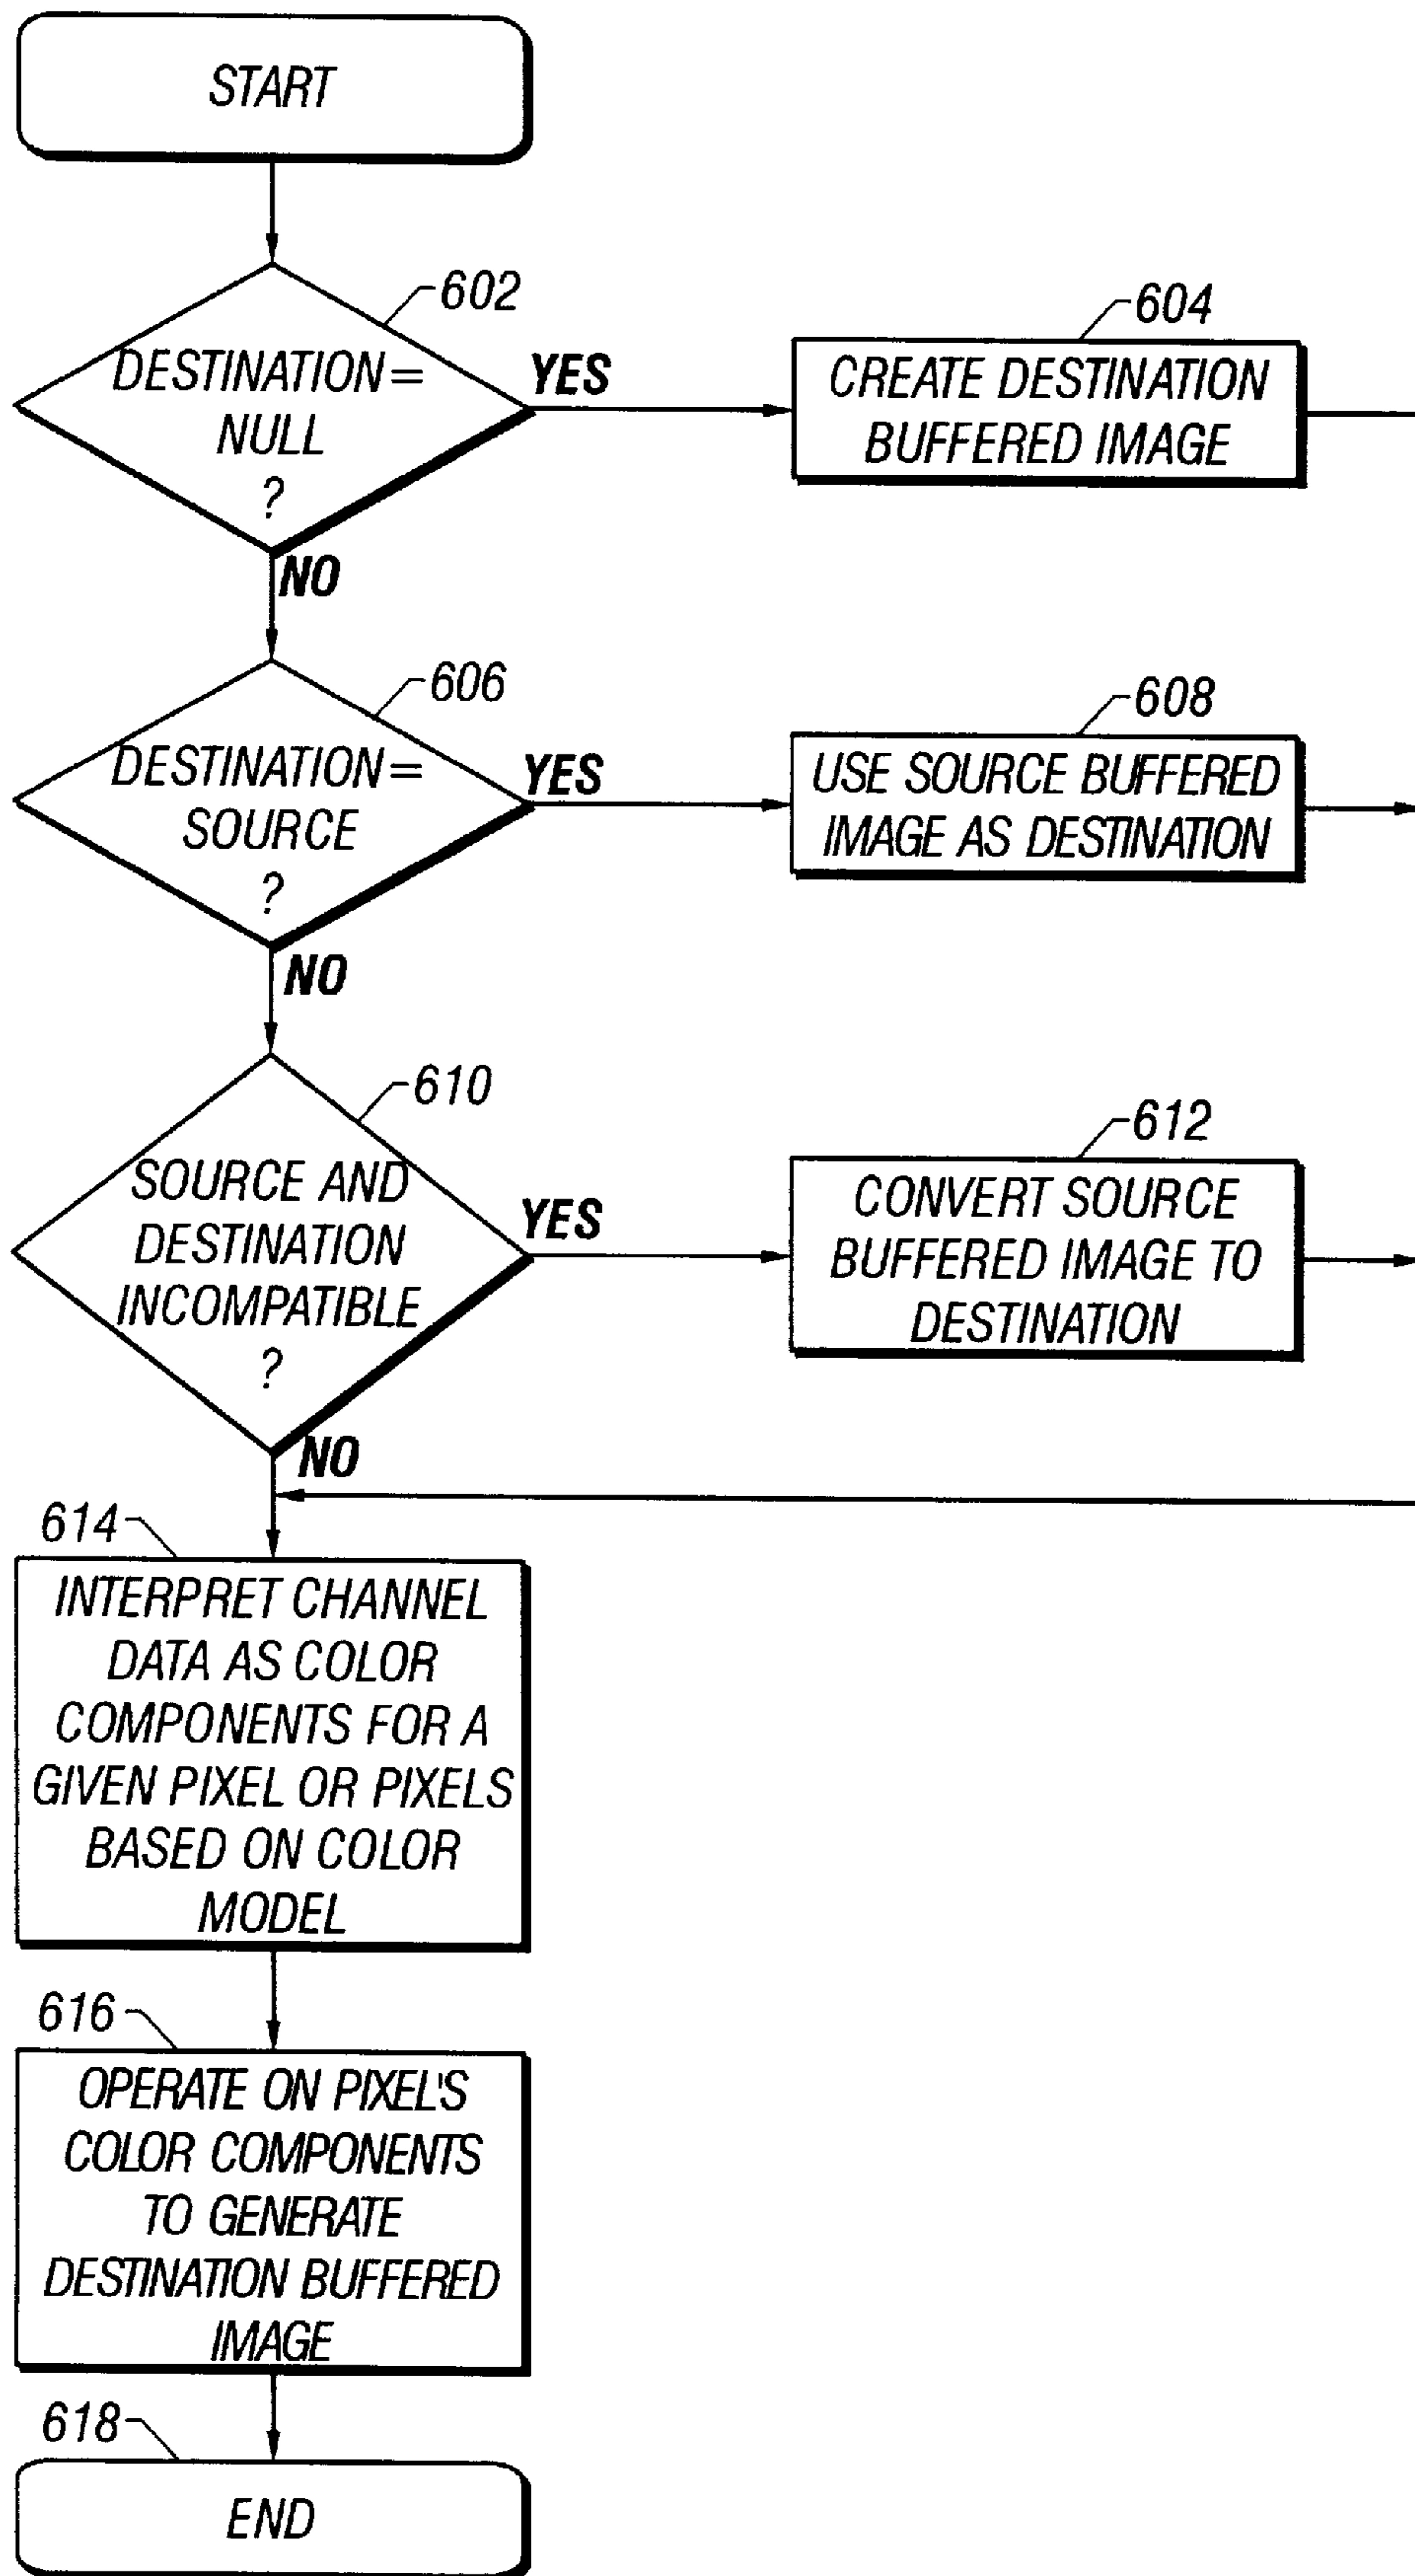 START
602
DESTINATION=
NULL
?
YES
NO
604
CREATE DESTINATION
BUFFERED IMAGE
606
DESTINATION=
SOURCE
?
YES
NO
608
USE SOURCE BUFFERED
IMAGE AS DESTINATION
610
SOURCE AND
DESTINATION
INCOMPATIBLE
?
YES
NO
612
CONVERT SOURCE
BUFFERED IMAGE TO
DESTINATION
614
INTERPRET CHANNEL
DATA AS COLOR
COMPONENTS FOR A
GIVEN PIXEL OR PIXELS
BASED ON COLOR
MODEL
616
OPERATE ON PIXEL'S
COLOR COMPONENTS
TO GENERATE
DESTINATION BUFFERED
IMAGE
618
END